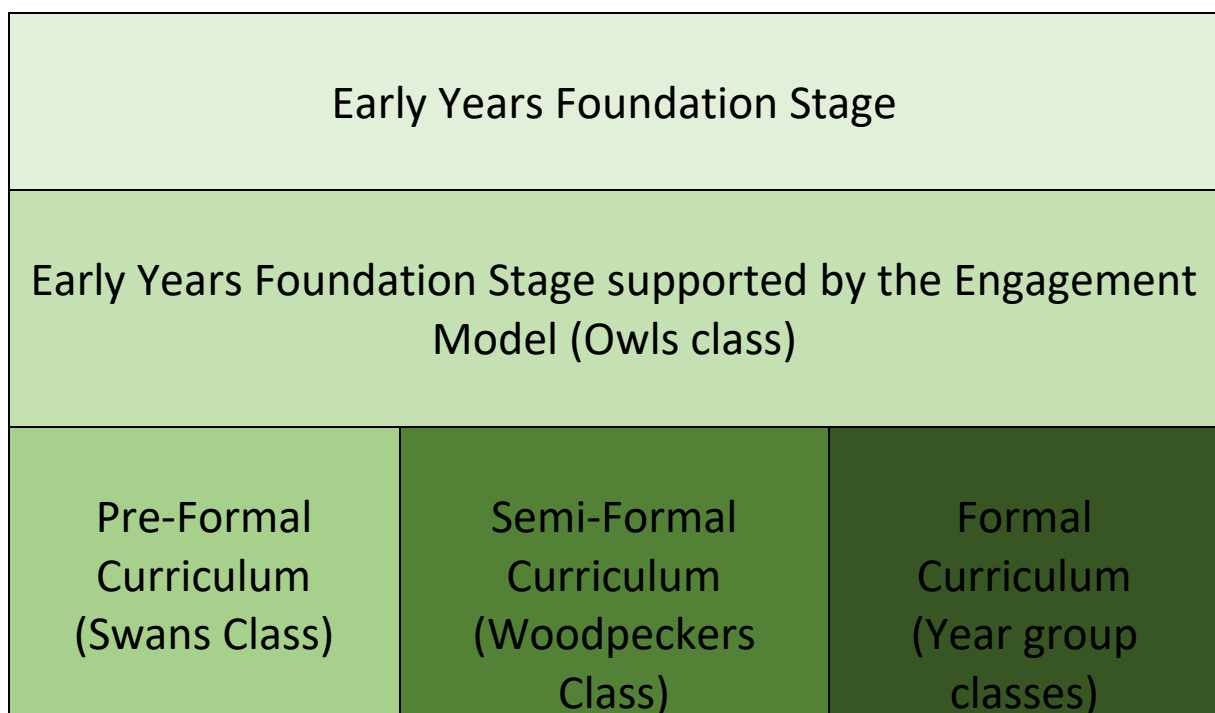 Early Years Foundation Stage
Early Years Foundation Stage supported by the Engagement
Model (Owls class)
Pre-Formal
Curriculum
(Swans Class)
Semi-Formal
Curriculum
(Woodpeckers
Class)
Formal
Curriculum
(Year group
classes)